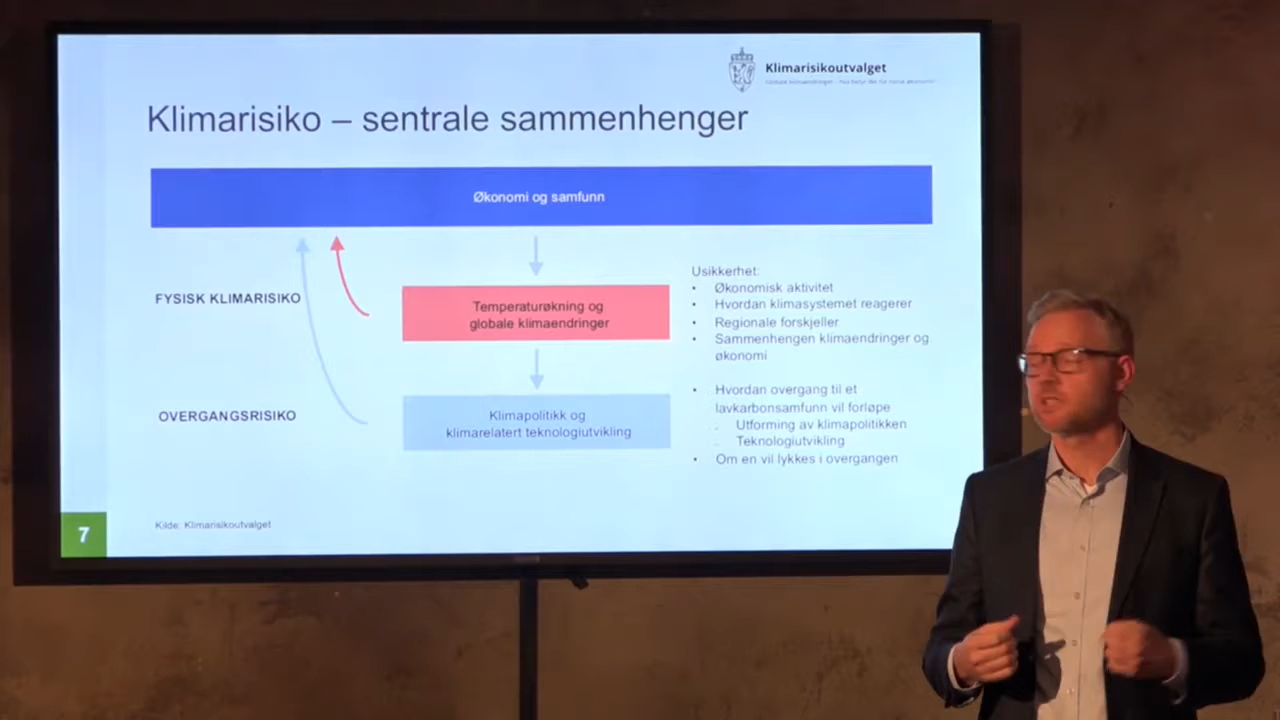 Klimarisikoutvalget
Klimarisiko – sentrale sammenhenger
Økonomi og samfunn
FYSISK KLIMARISIKO
Temperaturøkning og
globale klimaendringer
Usikkerhet:
• Økonomisk aktivitet
• Hvordan klimasystemet reagerer
• Regionale forskjeller
• Sammenhengen klimaendringer og
økonomi
OVERGANGSRISIKO
Klimapolitikk og
klimarelatert teknologiutvikling
• Hvordan overgang til et
lavkarbonsamfunn vil forløpe
Utforming av klimapolitikken
Teknologiutvikling
• Om en vil lykkes i overgangen
Kilde: Klimarisikoutvalget
7